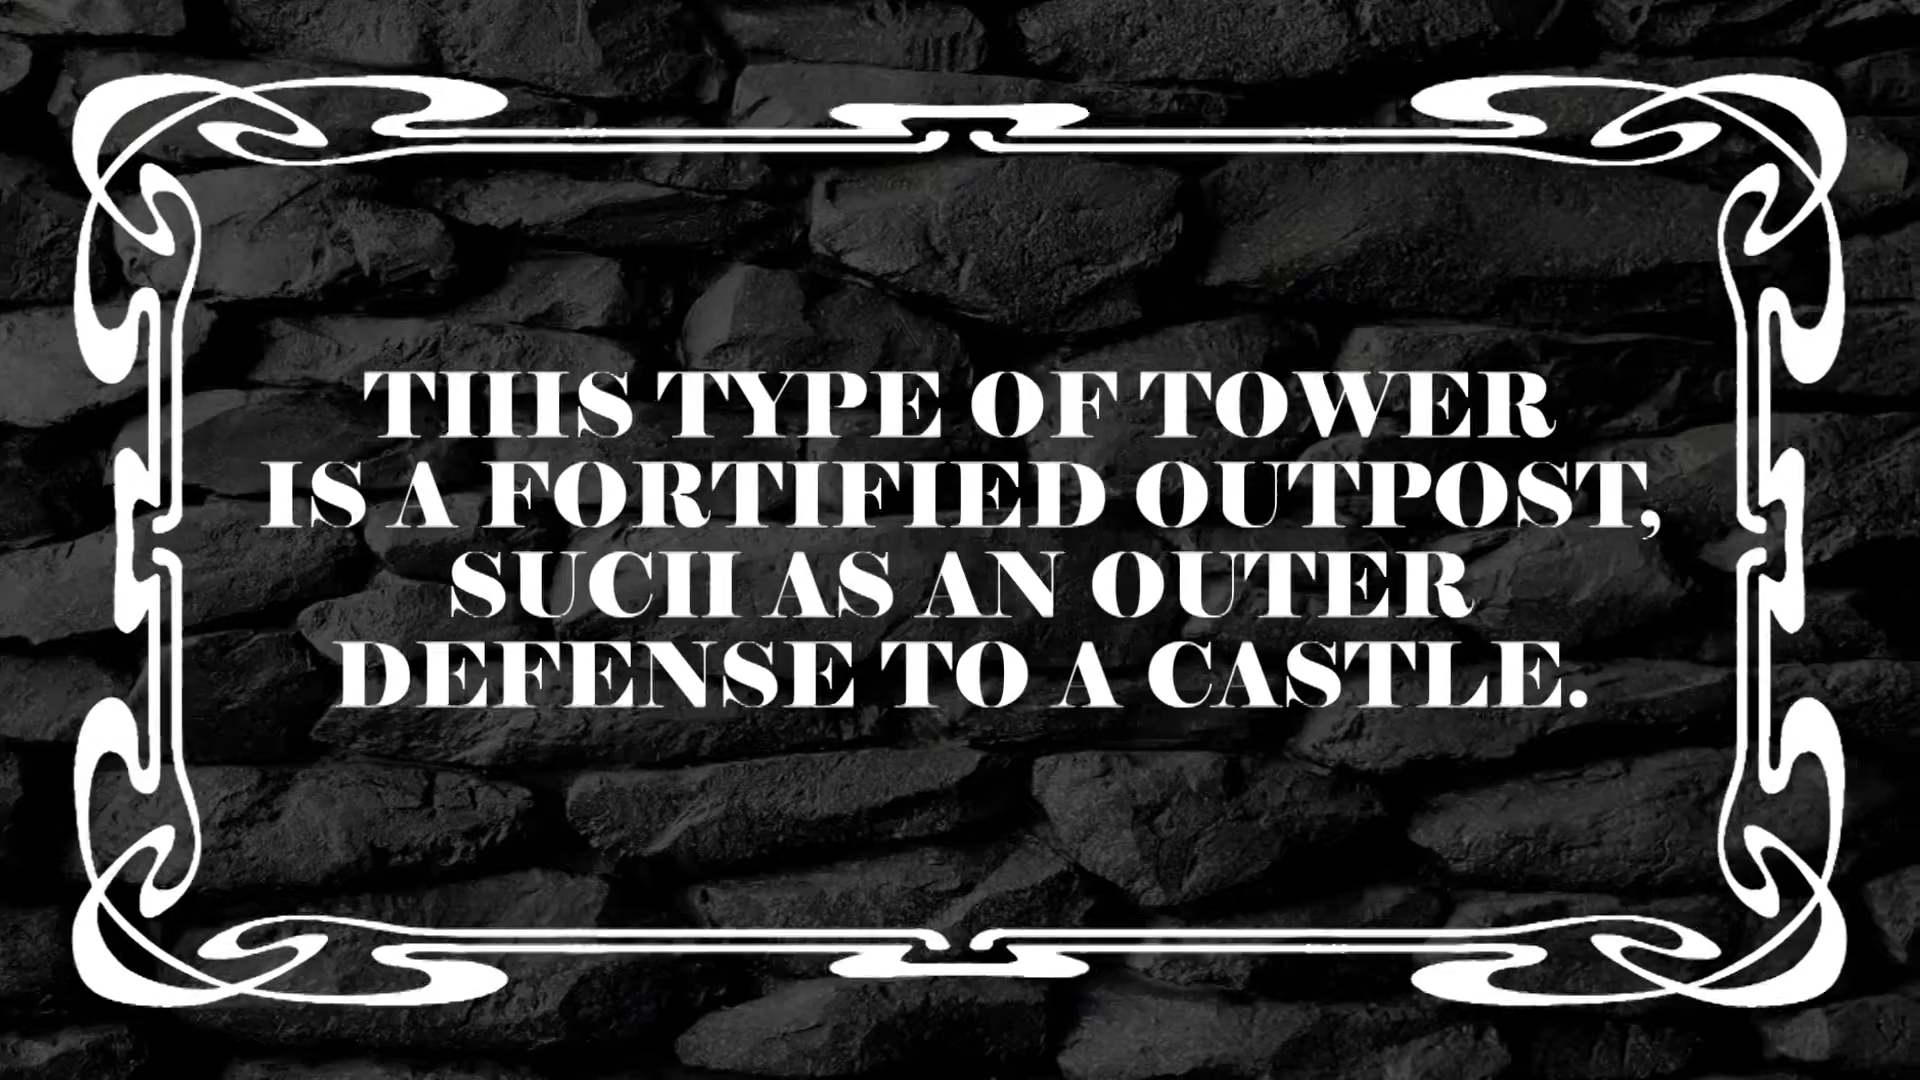 THIS TYPE OF TOWER
IS A FORTIFIED OUTPOST,
SUCH AS AN OUTER
DEFENSE TO A CASTLE.